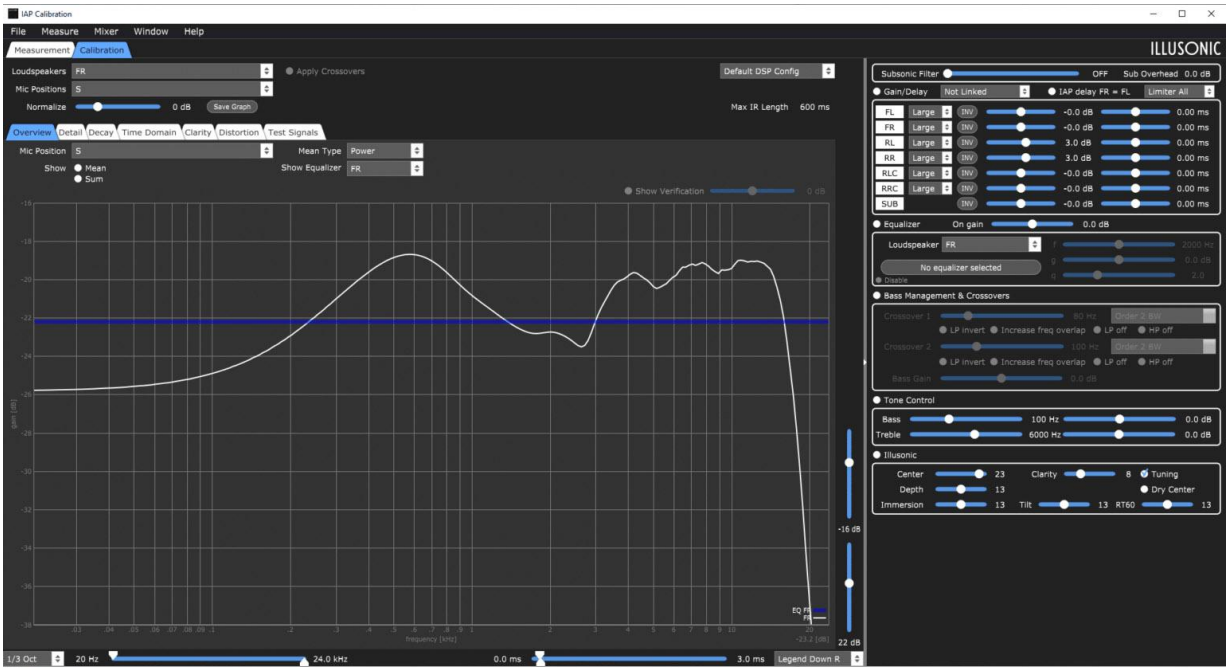 IAP Calibration
File Measure Mixer Window Help
Measurement Calibration
ILLUSONIC
Loudspeakers FR Apply Crossovers Default DSP Config
Mic Positions S
Normalize 0 dB Save Graph Max IR Length 600 ms
Overview Detail Decay Time Domain Clarity Distortion Test Signals
Mic Position S Mean Type Power
Show Mean Show Equalizer FR
Sum
Show Verification 0 dB
-16
-18
-20
-22
-24
-26
-30
-36
-38
gain [db]
EQ FR
FR
.03 .04 .05 .06 .07 .08 .09 .1 .2 .3 .4 .5 .6 .7 .8 .9 1 2 3 4 5 6 7 8 9 10 20
frequency [kHz]
-23.2 [dB]
-16 dB
22 dB
1/3 Oct 20 Hz 24.0 kHz 0.0 ms 3.0 ms Legend Down R
Subsonic Filter OFF Sub Overhead 0.0 dB
Gain/Delay Not Linked IAP delay FR = FL Limiter All
FL Large INV -0.0 dB 0.00 ms
FR Large INV -0.0 dB 0.00 ms
RL Large INV 3.0 dB 0.00 ms
RR Large INV 3.0 dB 0.00 ms
RLC Large INV -0.0 dB 0.00 ms
RRC Large INV -0.0 dB 0.00 ms
SUB INV -0.0 dB 0.00 ms
Equalizer On gain 0.0 dB
Loudspeaker FR f 2000 Hz
No equalizer selected g 0.0 dB
Disable q 2.0
Bass Management & Crossovers
Crossover 1 80 Hz Order 2 BW
LP invert Increase freq overlap LP off HP off
Crossover 2 100 Hz Order 2 BW
LP invert Increase freq overlap LP off HP off
Bass Gain 0.0 dB
Tone Control
Bass 100 Hz 0.0 dB
Treble 6000 Hz 0.0 dB
Illusonic
Center 23 Clarity 8 Tuning
Depth 13 Dry Center
Immersion 13 Tilt 13 RT60 13